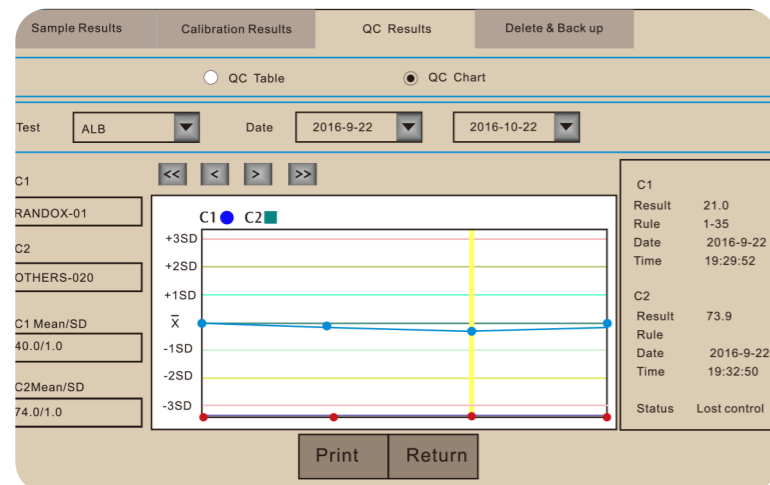 Sample Results
Calibration Results
QC Results
Delete & Back up
QC Table
QC Chart
Test
ALB
Date
2016-9-22
2016-10-22
C1
RANDOX-01
C2
OTHERS-020
C1 Mean/SD
40.0/1.0
C2Mean/SD
74.0/1.0
<<
<
>
>>
C1 C2
+3SD
+2SD
+1SD
X̄
-1SD
-2SD
-3SD
C1
Result 21.0
Rule 1-35
Date 2016-9-22
Time 19:29:52
C2
Result 73.9
Rule
Date 2016-9-22
Time 19:32:50
Status Lost control
Print
Return